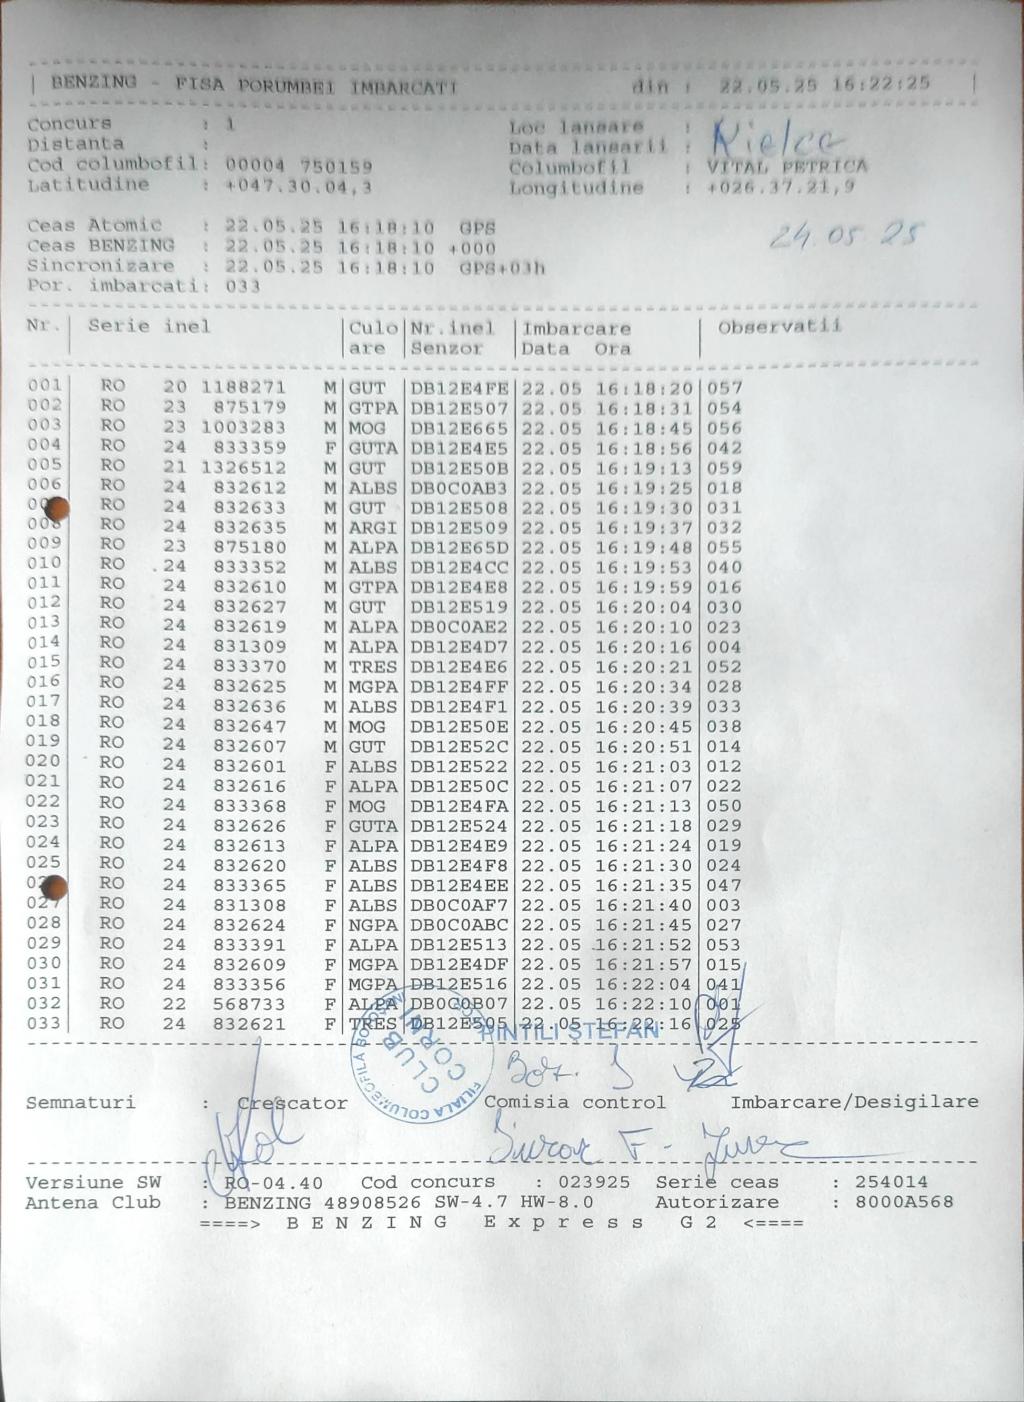 | BENZING - FISA PORUMBEI IMBARCATI din : 22.05.25 16:22:25 |
Concurs : 1 Loc lansare : Kielce
Distanta : Data lansarii :
Cod columbofil: 00004 750159 Columbofil : VITAL PETRICA
Latitudine : +047.30.04,3 Longitudine : +026.37.21,9
Ceas Atomic : 22.05.25 16:18:10 GPS
24.05.25
Ceas BENZING : 22.05.25 16:18:10 +000
Sincronizare : 22.05.25 16:18:10 GPS+03h
Por. imbarcati: 033
Nr. | Serie inel |Culo|Nr.inel |Imbarcare | Observatii
|are |Senzor |Data Ora |
001| RO 20 1188271 M|GUT |DB12E4FE|22.05 16:18:20|057
002| RO 23 875179 M|GTPA|DB12E507|22.05 16:18:31|054
003| RO 23 1003283 M|MOG |DB12E665|22.05 16:18:45|056
004| RO 24 833359 F|GUTA|DB12E4E5|22.05 16:18:56|042
005| RO 21 1326512 M|GUT |DB12E50B|22.05 16:19:13|059
006| RO 24 832612 M|ALBS|DB0C0AB3|22.05 16:19:25|018
| RO 24 832633 M|GUT |DB12E508|22.05 16:19:30|031
008| RO 24 832635 M|ARGI|DB12E509|22.05 16:19:37|032
009| RO 23 875180 M|ALPA|DB12E65D|22.05 16:19:48|055
010| RO 24 833352 M|ALBS|DB12E4CC|22.05 16:19:53|040
011| RO 24 832610 M|GTPA|DB12E4E8|22.05 16:19:59|016
012| RO 24 832627 M|GUT |DB12E519|22.05 16:20:04|030
013| RO 24 832619 M|ALPA|DB0C0AE2|22.05 16:20:10|023
014| RO 24 831309 M|ALPA|DB12E4D7|22.05 16:20:16|004
015| RO 24 833370 M|TRES|DB12E4E6|22.05 16:20:21|052
016| RO 24 832625 M|MGPA|DB12E4FF|22.05 16:20:34|028
017| RO 24 832636 M|ALBS|DB12E4F1|22.05 16:20:39|033
018| RO 24 832647 M|MOG |DB12E50E|22.05 16:20:45|038
019| RO 24 832607 M|GUT |DB12E52C|22.05 16:20:51|014
020| RO 24 832601 F|ALBS|DB12E522|22.05 16:21:03|012
021| RO 24 832616 F|ALPA|DB12E50C|22.05 16:21:07|022
022| RO 24 833368 F|MOG |DB12E4FA|22.05 16:21:13|050
023| RO 24 832626 F|GUTA|DB12E524|22.05 16:21:18|029
024| RO 24 832613 F|ALPA|DB12E4E9|22.05 16:21:24|019
025| RO 24 832620 F|ALBS|DB12E4F8|22.05 16:21:30|024
| RO 24 833365 F|ALBS|DB12E4EE|22.05 16:21:35|047
027| RO 24 831308 F|ALBS|DB0C0AF7|22.05 16:21:40|003
028| RO 24 832624 F|NGPA|DB0C0ABC|22.05 16:21:45|027
029| RO 24 833391 F|ALPA|DB12E513|22.05 16:21:52|053
030| RO 24 832609 F|MGPA|DB12E4DF|22.05 16:21:57|015
031| RO 24 833356 F|MGPA|DB12E516|22.05 16:22:04|041
032| RO 22 568733 F|ALPA|DB0C0B07|22.05 16:22:10|001
033| RO 24 832621 F|TRES|DB12E505|22.05 16:22:16|025
PINTILI STEFAN
CLUB
CORNI
FILIALA COLUMBOFILĂ BOTOȘANI
Semnaturi : Crescator Comisia control Imbarcare/Desigilare
Versiune SW : RO-04.40 Cod concurs : 023925 Serie ceas : 254014
Antena Club : BENZING 48908526 SW-4.7 HW-8.0 Autorizare : 8000A568
====> B E N Z I N G E x p r e s s G 2 <====